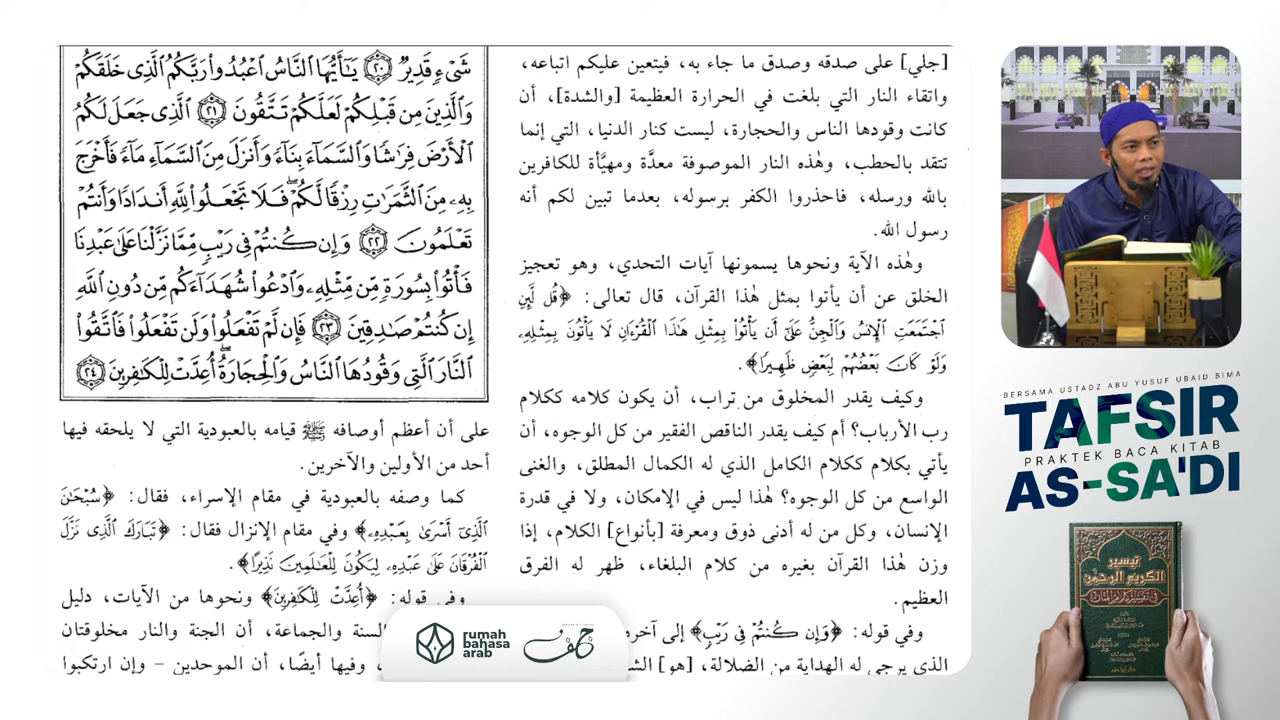 [جلي] على صدقه وصدق ما جاء به، فيتعين عليكم اتباعه،
واتقاء النار التي بلغت في الحرارة العظيمة [والشدة]، أن
كانت وقودها الناس والحجارة، ليست كنار الدنيا، التي إنما
تتقد بالحطب، وهٰذه النار الموصوفة معدَّة ومهيَّأة للكافرين
بالله ورسله، فاحذروا الكفر برسوله، بعدما تبين لكم أنه
رسول الله.
وهٰذه الآية ونحوها يسمونها آيات التحدي، وهو تعجيز
الخلق عن أن يأتوا بمثل هٰذا القرآن، قال تعالى: ﴿قُل لَّئِنِ
ٱجْتَمَعَتِ ٱلْإِنسُ وَٱلْجِنُّ عَلَىٰٓ أَن يَأْتُوا۟ بِمِثْلِ هَٰذَا ٱلْقُرْءَانِ لَا يَأْتُونَ بِمِثْلِهِۦ
وَلَوْ كَانَ بَعْضُهُمْ لِبَعْضٍ ظَهِيرًا﴾.
وكيف يقدر المخلوق من تراب، أن يكون كلامه ككلام
رب الأرباب؟ أم كيف يقدر الناقص الفقير من كل الوجوه، أن
يأتي بكلام ككلام الكامل الذي له الكمال المطلق، والغنى
الواسع من كل الوجوه؟ هٰذا ليس في الإمكان، ولا في قدرة
الإنسان، وكل من له أدنى ذوق ومعرفة [بأنواع] الكلام، إذا
وزن هٰذا القرآن بغيره من كلام البلغاء، ظهر له الفرق
العظيم.
وفي قوله: ﴿وَإِن كُنتُمْ فِى رَيْبٍ﴾ إلى آخره
الذي يرجى له الهداية من الضلالة، [هو]
شَىْءٍ قَدِيرٌ ٢٠ يَٰٓأَيُّهَا ٱلنَّاسُ ٱعْبُدُوا۟ رَبَّكُمُ ٱلَّذِى خَلَقَكُمْ
وَٱلَّذِينَ مِن قَبْلِكُمْ لَعَلَّكُمْ تَتَّقُونَ ٢١ ٱلَّذِى جَعَلَ لَكُمُ
ٱلْأَرْضَ فِرَٰشًا وَٱلسَّمَآءَ بِنَآءً وَأَنزَلَ مِنَ ٱلسَّمَآءِ مَآءً فَأَخْرَجَ
بِهِۦ مِنَ ٱلثَّمَرَٰتِ رِزْقًا لَّكُمْ ۖ فَلَا تَجْعَلُوا۟ لِلَّهِ أَندَادًا وَأَنتُمْ
تَعْلَمُونَ ٢٢ وَإِن كُنتُمْ فِى رَيْبٍ مِّمَّا نَزَّلْنَا عَلَىٰ عَبْدِنَا
فَأْتُوا۟ بِسُورَةٍ مِّن مِّثْلِهِۦ وَٱدْعُوا۟ شُهَدَآءَكُم مِّن دُونِ ٱللَّهِ
إِن كُنتُمْ صَٰدِقِينَ ٢٣ فَإِن لَّمْ تَفْعَلُوا۟ وَلَن تَفْعَلُوا۟ فَٱتَّقُوا۟
ٱلنَّارَ ٱلَّتِى وَقُودُهَا ٱلنَّاسُ وَٱلْحِجَارَةُ ۖ أُعِدَّتْ لِلْكَٰفِرِينَ ٢٤
على أن أعظم أوصافه ﷺ قيامه بالعبودية التي لا يلحقه فيها
أحد من الأولين والآخرين.
كما وصفه بالعبودية في مقام الإسراء، فقال: ﴿سُبْحَٰنَ
ٱلَّذِىٓ أَسْرَىٰ بِعَبْدِهِۦ﴾ وفي مقام الإنزال فقال: ﴿تَبَارَكَ ٱلَّذِى نَزَّلَ
ٱلْفُرْقَانَ عَلَىٰ عَبْدِهِۦ لِيَكُونَ لِلْعَٰلَمِينَ نَذِيرًا﴾.
وفي قوله: ﴿أُعِدَّتْ لِلْكَٰفِرِينَ﴾ ونحوها من الآيات، دليل
السنة والجماعة، أن الجنة والنار مخلوقتان
وفيها أيضًا، أن الموحدين – وإن ارتكبوا
rumah
bahasa
arab
BERSAMA USTADZ ABU YUSUF UBAID BIMA
TAFSIR
PRAKTEK BACA KITAB
AS-SA'DI
تيسير
الكريم الرحمن
في تفسير كلام المنان